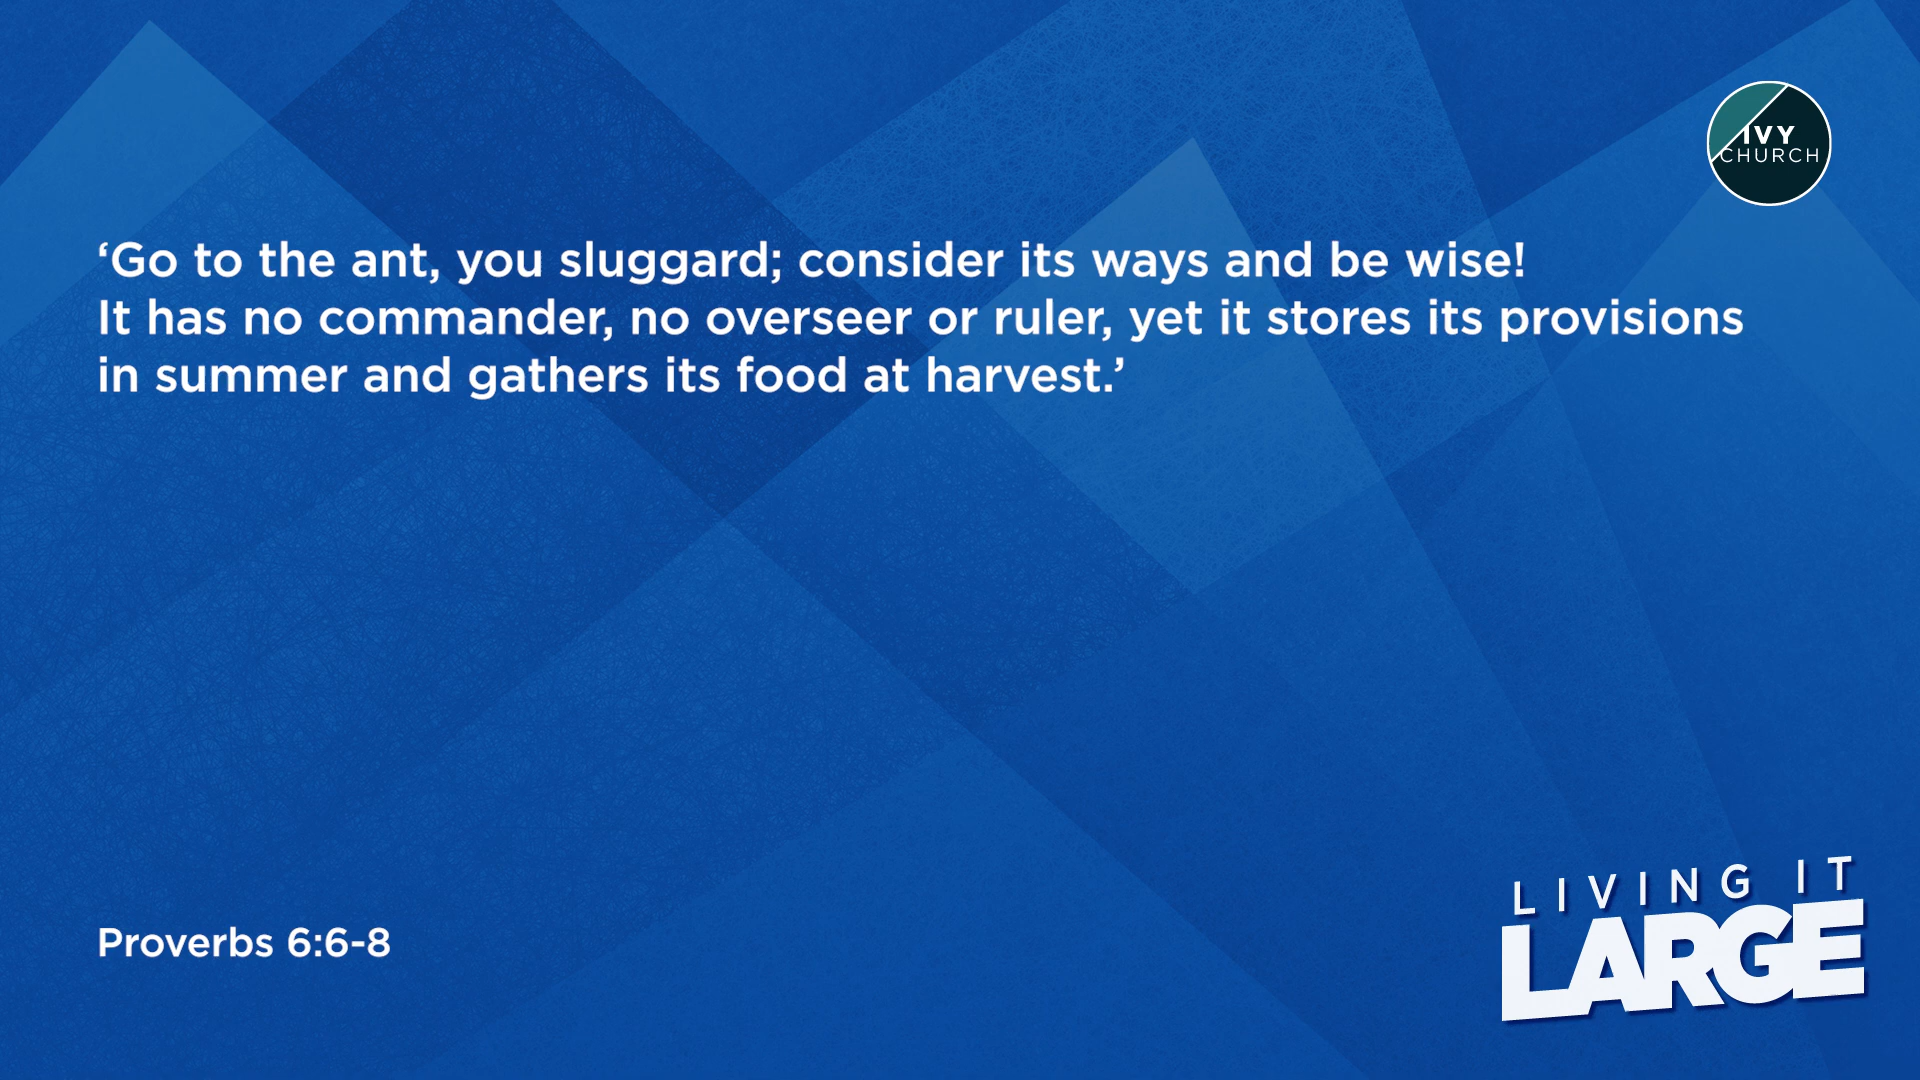 IVY
CHURCH
‘Go to the ant, you sluggard; consider its ways and be wise!
It has no commander, no overseer or ruler, yet it stores its provisions
in summer and gathers its food at harvest.’
Proverbs 6:6-8
LIVING IT
LARGE